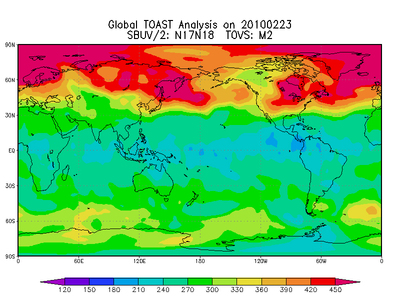 Global TOAST Analysis on 20100223
SBUV/2: N17N18 TOVS: M2
90N
60N
30N
EQ
30S
60S
90S
0 60E 120E 180 120W 60W 0
120 150 180 210 240 270 300 330 360 390 420 450